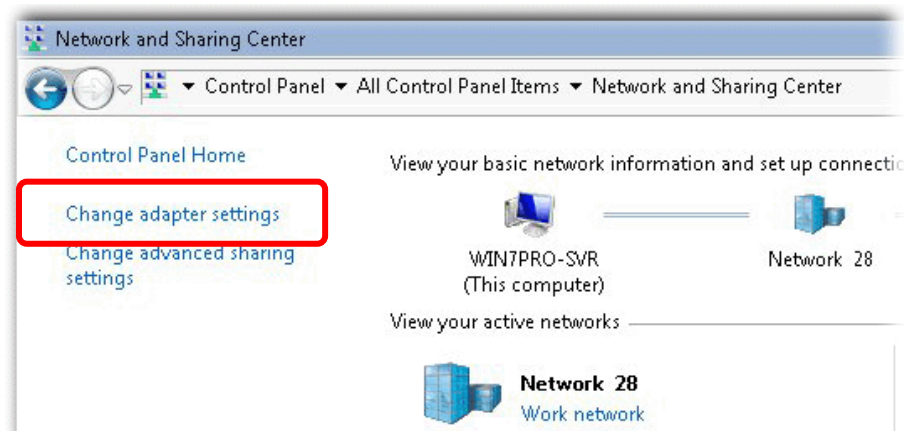 Network and Sharing Center
Control Panel All Control Panel Items Network and Sharing Center
Control Panel Home
Change adapter settings
Change advanced sharing
settings
View your basic network information and set up connectic
WIN7PRO-SVR
(This computer)
Network 28
View your active networks
Network 28
Work network